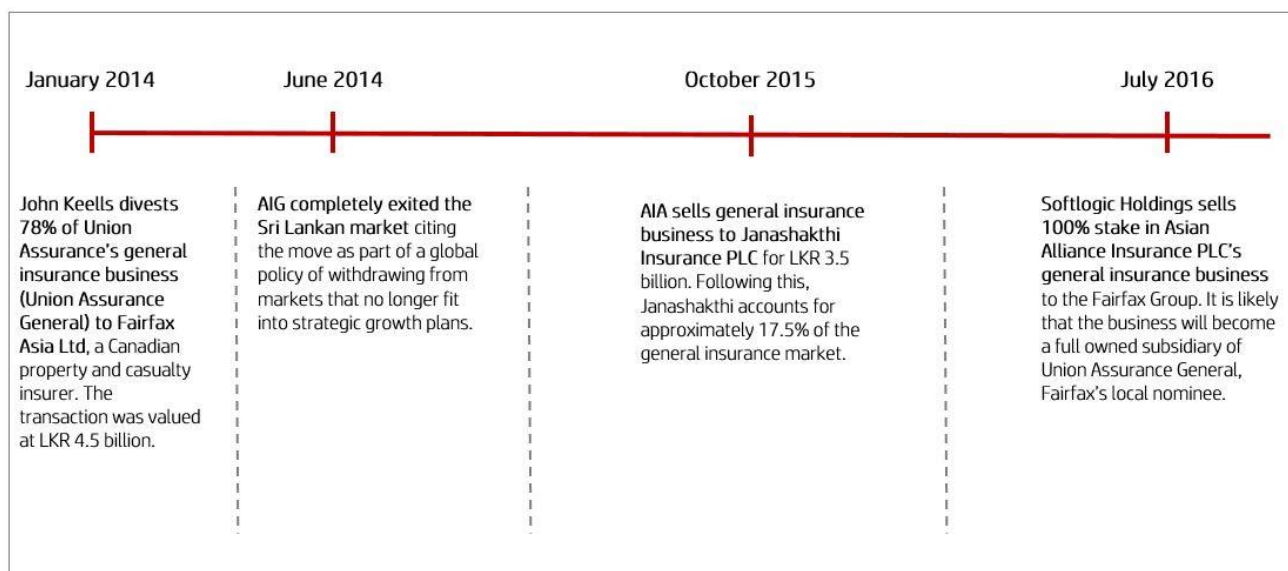 January 2014
June 2014
October 2015
July 2016
John Keells divests
78% of Union
Assurance's general
insurance business
(Union Assurance
General) to Fairfax
Asia Ltd, a Canadian
property and casualty
insurer. The
transaction was valued
at LKR 4.5 billion.
AIG completely exited the
Sri Lankan market citing
the move as part of a global
policy of withdrawing from
markets that no longer fit
into strategic growth plans.
AIA sells general insurance
business to Janashakthi
Insurance PLC for LKR 3.5
billion. Following this,
Janashakthi accounts for
approximately 17.5% of the
general insurance market.
Softlogic Holdings sells
100% stake in Asian
Alliance Insurance PLC's
general insurance business
to the Fairfax Group. It is likely
that the business will become
a full owned subsidiary of
Union Assurance General,
Fairfax's local nominee.